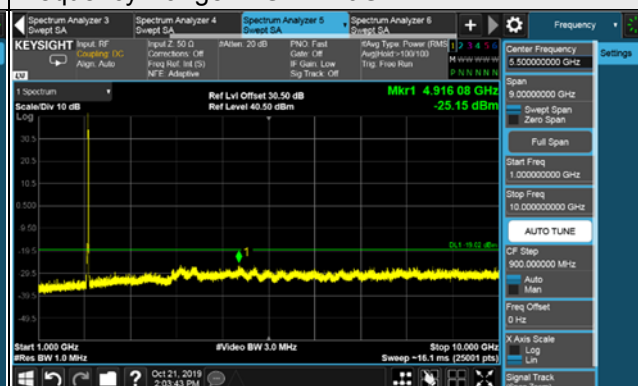 Spectrum Analyzer 3 Swept SA
Spectrum Analyzer 4 Swept SA
Spectrum Analyzer 5 Swept SA
Spectrum Analyzer 6 Swept SA
Frequency
Settings
KEYSIGHT
Input: RF
Coupling: DC
Align: Auto
Input Z: 50 Ω
Corrections: Off
Freq Ref: Int (S)
NFE: Adaptive
#Atten: 20 dB
PNO: Fast
Gate: Off
IF Gain: Low
Sig Track: Off
#Avg Type: Power (RMS
Avg|Hold:>100/100
Trig: Free Run
1 2 3 4 5 6
M W W W W W
P N N N N N
LV
1 Spectrum
Scale/Div 10 dB
Log
Ref Lvl Offset 30.50 dB
Ref Level 40.50 dBm
Mkr1 4.916 08 GHz
-25.15 dBm
30.5
20.5
10.5
0.500
-9.50
-19.5
-29.5
-39.5
-49.5
1
DL1 -19.02 dBm
Start 1.000 GHz
#Res BW 1.0 MHz
#Video BW 3.0 MHz
Stop 10.000 GHz
Sweep ~16.1 ms (25001 pts)
Oct 21, 2019
2:03:43 PM
Center Frequency
5.500000000 GHz
Span
9.00000000 GHz
Swept Span
Zero Span
Full Span
Start Freq
1.000000000 GHz
Stop Freq
10.000000000 GHz
AUTO TUNE
CF Step
900.000000 MHz
Auto
Man
Freq Offset
0 Hz
X Axis Scale
Log
Lin
Signal Track